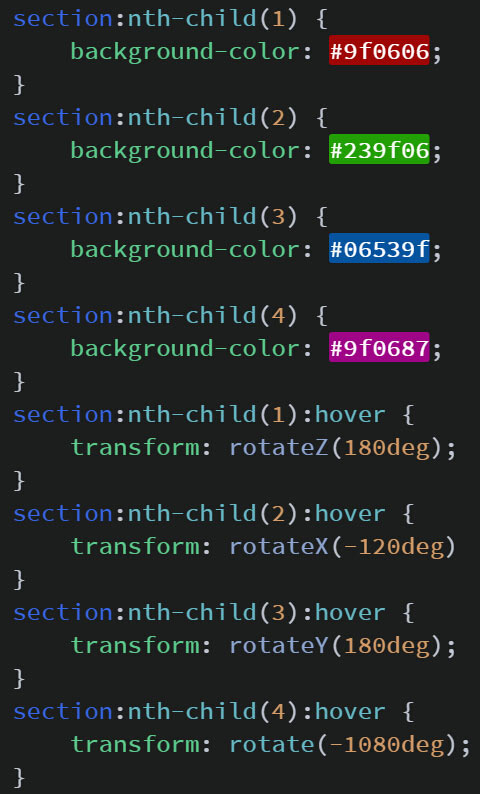 section:nth-child(1) {
    background-color: #9f0606;
}
section:nth-child(2) {
    background-color: #239f06;
}
section:nth-child(3) {
    background-color: #06539f;
}
section:nth-child(4) {
    background-color: #9f0687;
}
section:nth-child(1):hover {
    transform: rotateZ(180deg);
}
section:nth-child(2):hover {
    transform: rotateX(-120deg)
}
section:nth-child(3):hover {
    transform: rotateY(180deg);
}
section:nth-child(4):hover {
    transform: rotate(-1080deg);
}